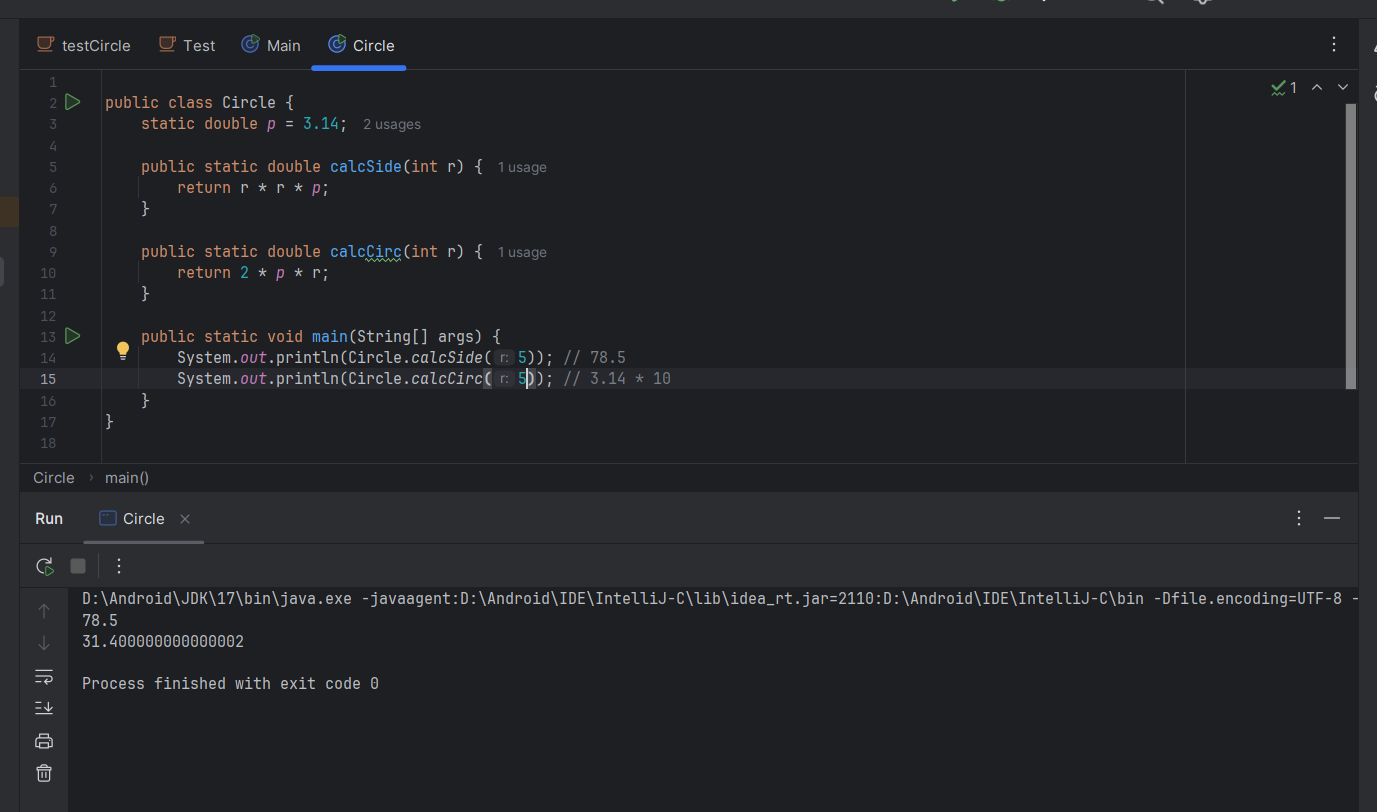 testCircle Test Main Circle
1
2 public class Circle { 1
3 static double p = 3.14; 2 usages
4
5 public static double calcSide(int r) { 1 usage
6 return r * r * p;
7 }
8
9 public static double calcCirc(int r) { 1 usage
10 return 2 * p * r;
11 }
12
13 public static void main(String[] args) {
14 System.out.println(Circle.calcSide( r: 5)); // 78.5
15 System.out.println(Circle.calcCirc( r: 5)); // 3.14 * 10
16 }
17 }
18
Circle › main()
Run Circle
D:\Android\JDK\17\bin\java.exe -javaagent:D:\Android\IDE\IntelliJ-C\lib\idea_rt.jar=2110:D:\Android\IDE\IntelliJ-C\bin -Dfile.encoding=UTF-8 -
78.5
31.400000000000002
Process finished with exit code 0